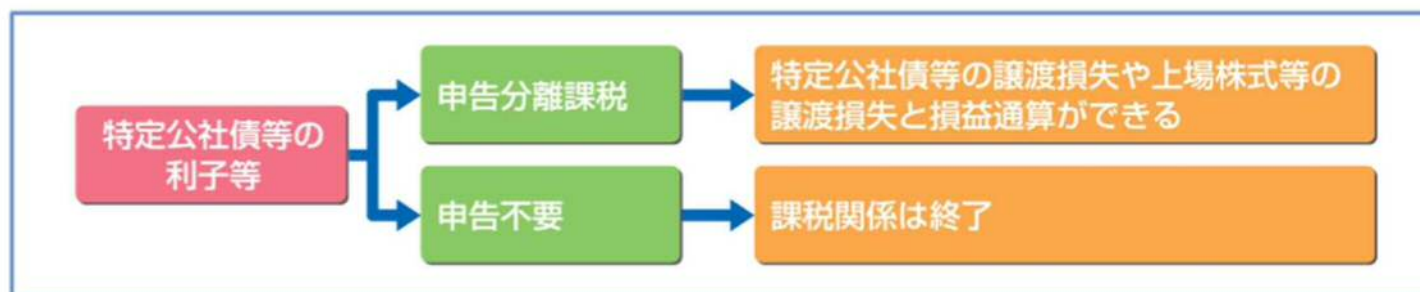 特定公社債等の
利子等
申告分離課税
特定公社債等の譲渡損失や上場株式等の
譲渡損失と損益通算ができる
申告不要
課税関係は終了